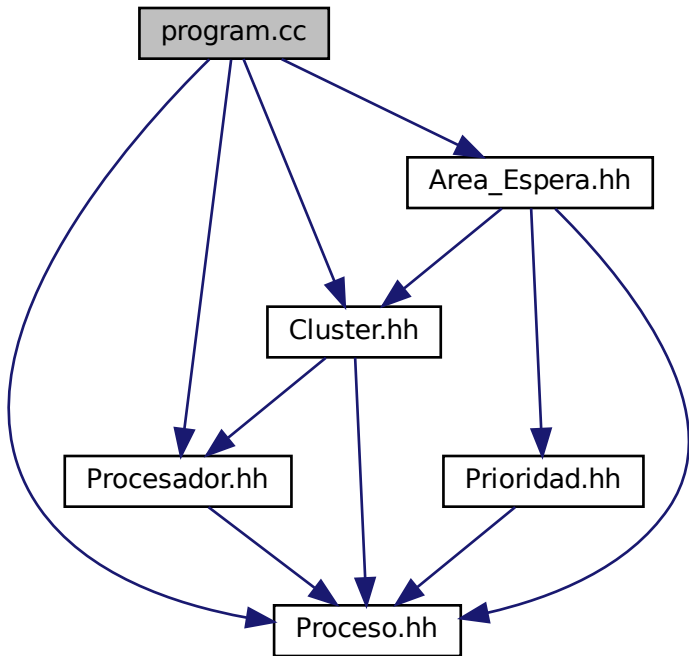 program.cc
Area_Espera.hh
Cluster.hh
Procesador.hh
Prioridad.hh
Proceso.hh